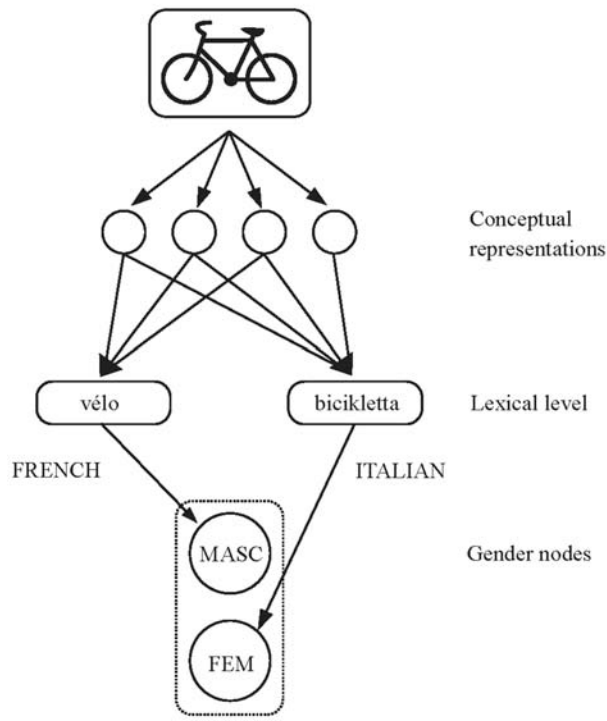 Conceptual
representations
vélo
bicikletta
Lexical level
FRENCH
ITALIAN
MASC
Gender nodes
FEM